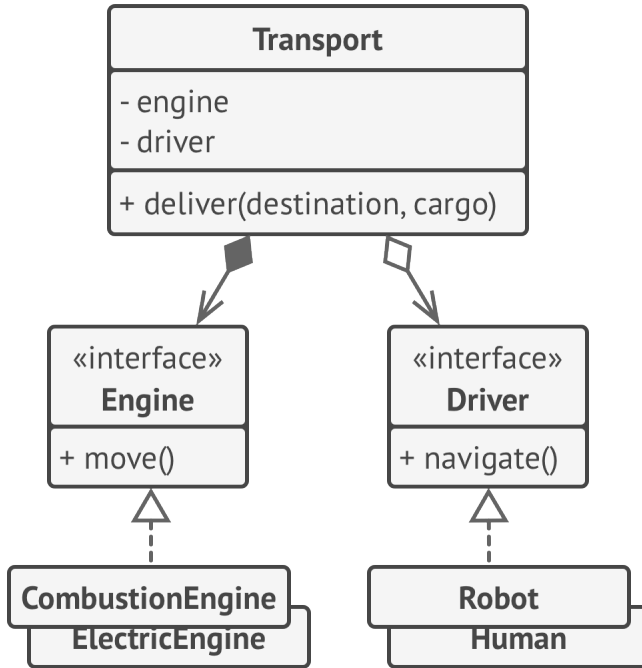 Transport
- engine
- driver
+ deliver(destination, cargo)
«interface»
Engine
+ move()
«interface»
Driver
+ navigate()
CombustionEngine
ElectricEngine
Robot
Human